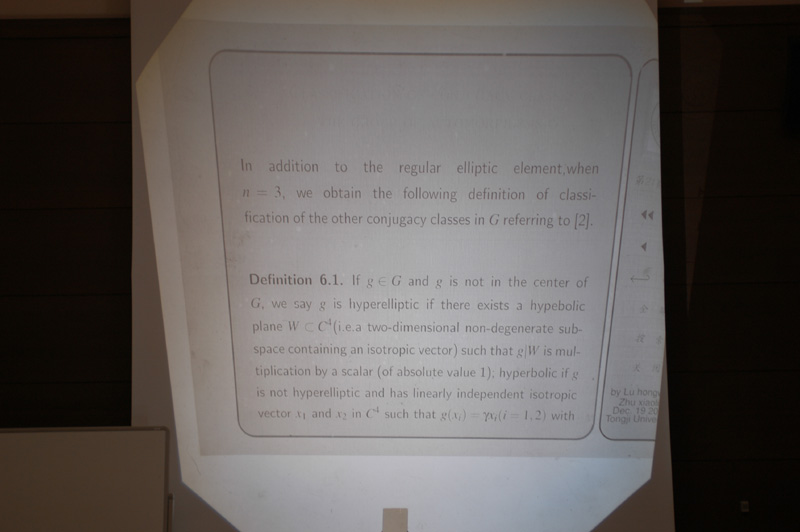 In addition to the regular elliptic element,when
n = 3, we obtain the following definition of classi-
fication of the other conjugacy classes in G referring to [2].
Definition 6.1. If g ∈ G and g is not in the center of
G, we say g is hyperelliptic if there exists a hypebolic
plane W ⊂ C⁴(i.e.a two-dimensional non-degenerate sub-
space containing an isotropic vector) such that g|W is mul-
tiplication by a scalar (of absolute value 1); hyperbolic if g
is not hyperelliptic and has linearly independent isotropic
vector x₁ and x₂ in C⁴ such that g(xᵢ) = γxᵢ(i = 1, 2) with
by Lu hong
Zhu
Dec. 19 20
Tongji